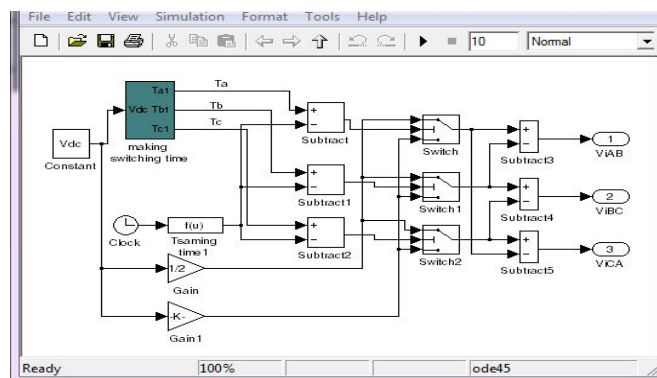 File Edit View Simulation Format Tools Help
10 Normal
Ta
Ta1
Vdc Tb1
Tb
Tc1
Tc
making
switching time
Vdc
Constant
+
−
Subtract
Switch
+
−
Subtract3
1
ViAB
+
−
Subtract1
Switch1
+
−
Subtract4
2
ViBC
Clock
f(u)
Tsaming
time1
+
−
Subtract2
Switch2
+
−
Subtract5
3
ViCA
1/2
Gain
-K-
Gain1
Ready 100% ode45